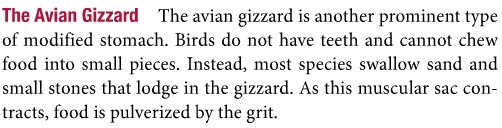 The Avian Gizzard The avian gizzard is another prominent type
of modified stomach. Birds do not have teeth and cannot chew
food into small pieces. Instead, most species swallow sand and
small stones that lodge in the gizzard. As this muscular sac con-
tracts, food is pulverized by the grit.